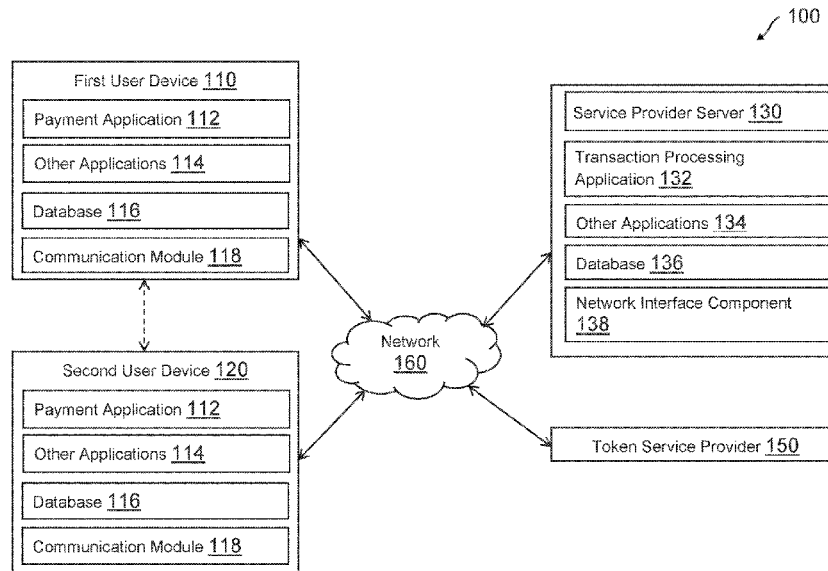 100
First User Device 110
Payment Application 112
Other Applications 114
Database 116
Communication Module 118
Second User Device 120
Payment Application 112
Other Applications 114
Database 116
Communication Module 118
Network
160
Service Provider Server 130
Transaction Processing
Application 132
Other Applications 134
Database 136
Network Interface Component
138
Token Service Provider 150